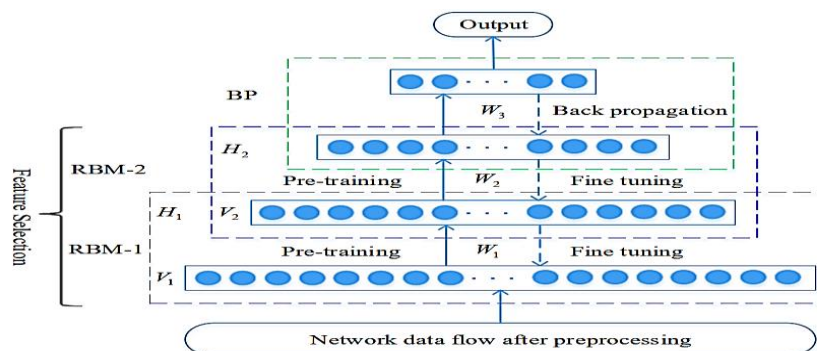 Output
BP
W₃ Back propagation
H₂
RBM-2
Pre-training W₂ Fine tuning
H₁ V₂
Feature Selection
RBM-1
Pre-training W₁ Fine tuning
V₁
Network data flow after preprocessing